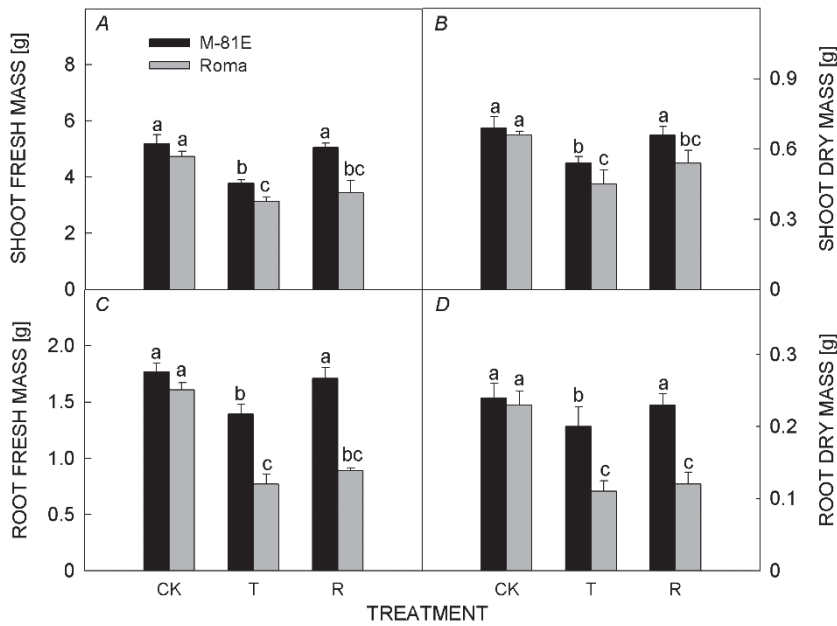 A
M-81E
Roma
8
6
4
2
0
SHOOT FRESH MASS [g]
a a b c a bc
B
0.9
0.6
0.3
0
SHOOT DRY MASS [g]
a a b c a bc
C
2.0
1.5
1.0
0.5
0
ROOT FRESH MASS [g]
a a b c a bc
CK T R
D
0.3
0.2
0.1
0
ROOT DRY MASS [g]
a a b c a c
CK T R
TREATMENT